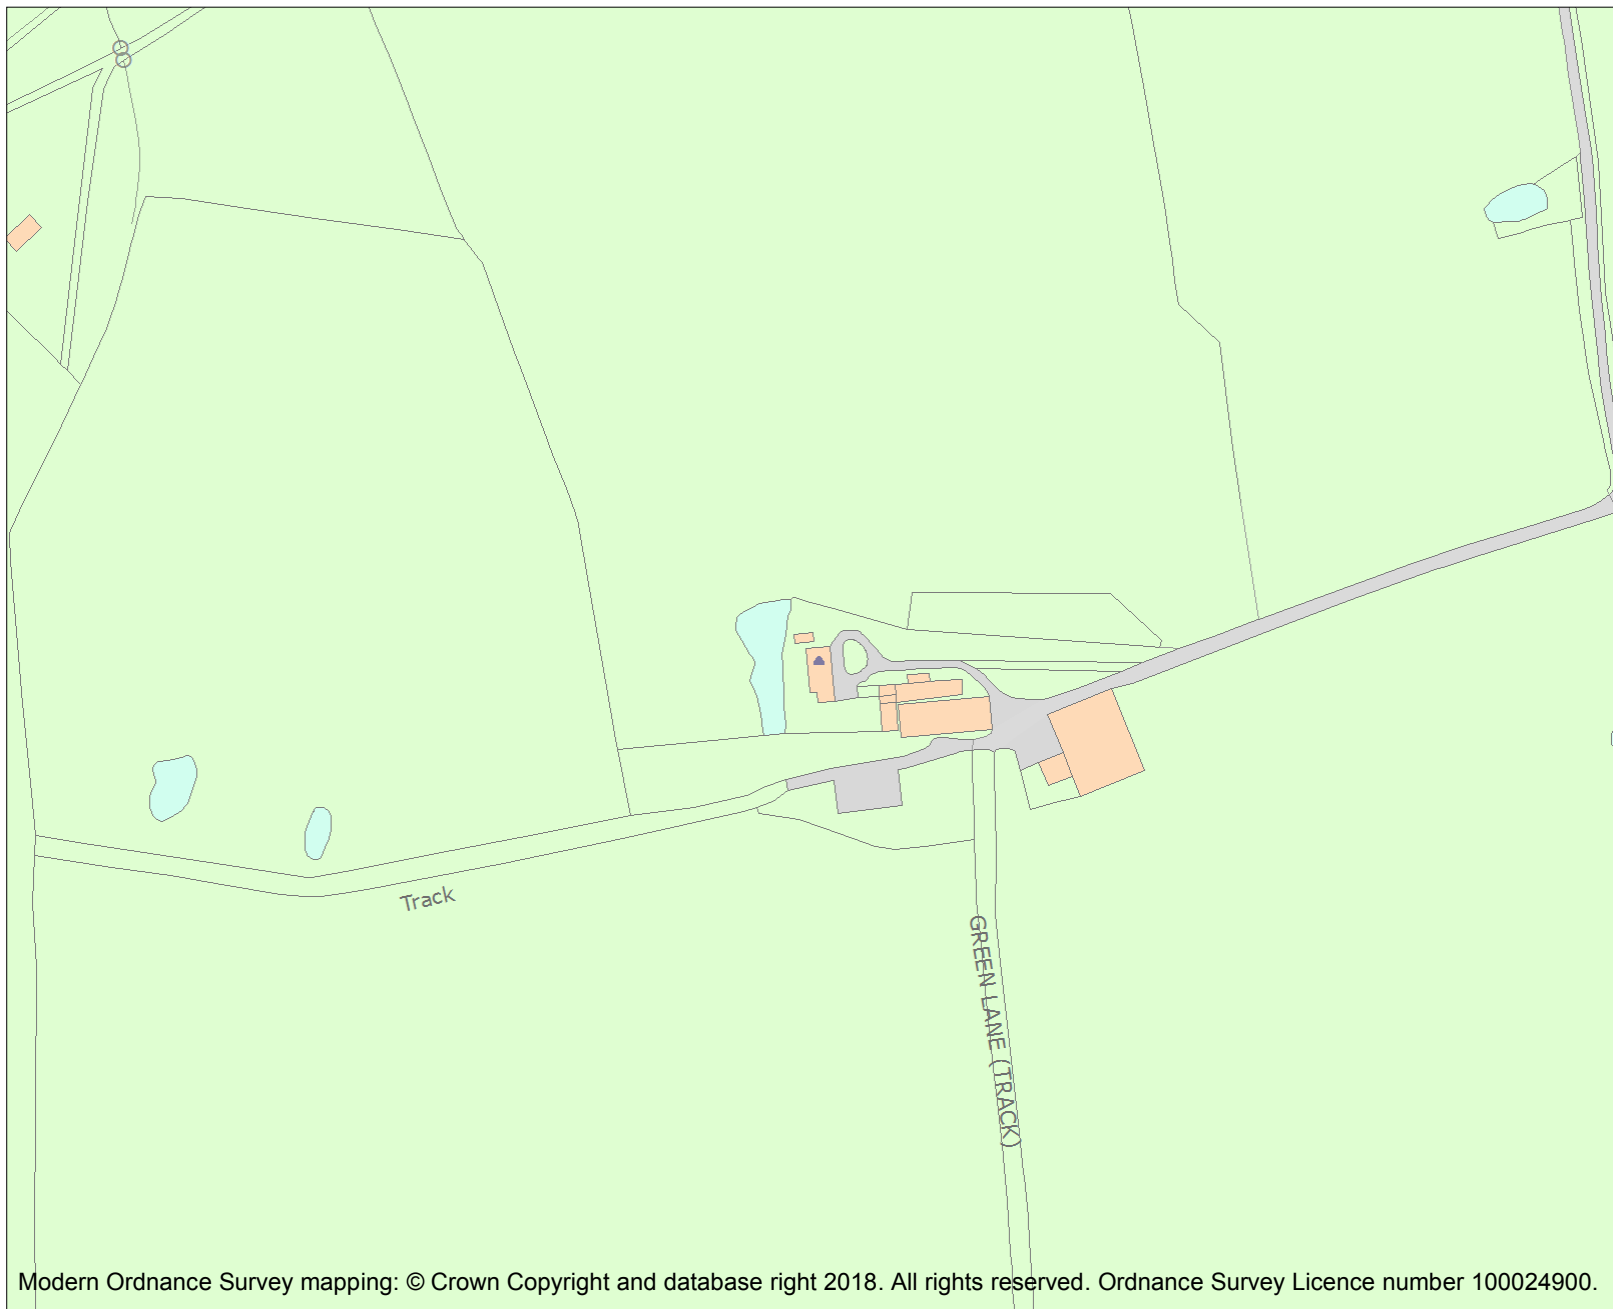 Track
GREEN LANE (TRACK)
Modern Ordnance Survey mapping: © Crown Copyright and database right 2018. All rights reserved. Ordnance Survey Licence number 100024900.